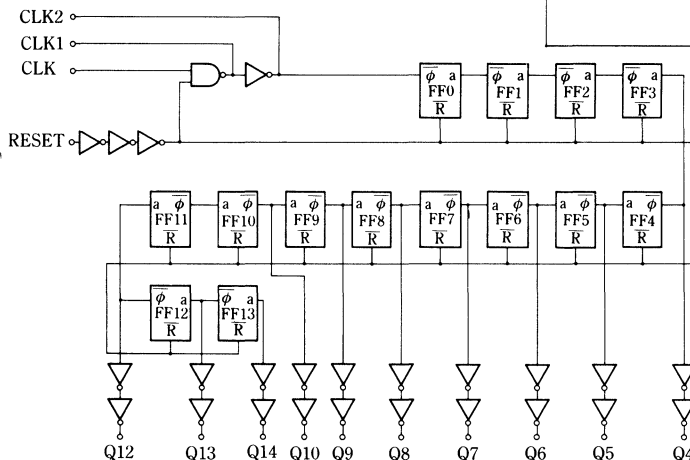 CLK2
CLK1
CLK
RESET
φ̅ a φ̅ a φ̅ a φ̅ a
FF0 FF1 FF2 FF3
R̅ R̅ R̅ R̅
a φ̅ a φ̅ a φ̅ a φ̅ a φ̅ a φ̅ a φ̅ a φ̅
FF11 FF10 FF9 FF8 FF7 FF6 FF5 FF4
R̅ R̅ R̅ R̅ R̅ R̅ R̅ R̅
φ̅ a φ̅ a
FF12 FF13
R̅ R̅
Q12 Q13 Q14 Q10 Q9 Q8 Q7 Q6 Q5 Q4